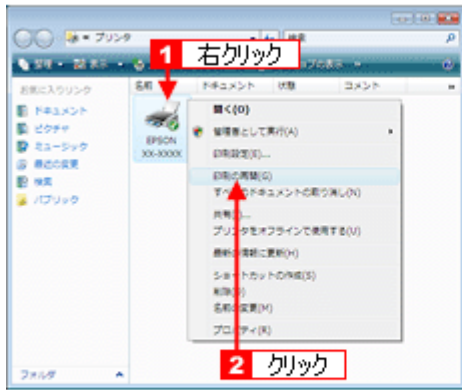 プリンタ
1 右クリック
お気に入りリンク
名前 ドキュメント 状態 コメント
ドキュメント
ピクチャ
ミュージック
最近の変更
検索
パブリック
EPSON
XX-XXXX
開く(O)
管理者として実行(A)
印刷設定(E)...
印刷の再開(G)
すべてのドキュメントの取り消し(N)
共有(...
プリンタをオフラインで使用する(U)
最新の情報に更新(H)
ショートカットの作成(S)
削除(D)
名前の変更(M)
プロパティ(R)
2 クリック
フォルダ